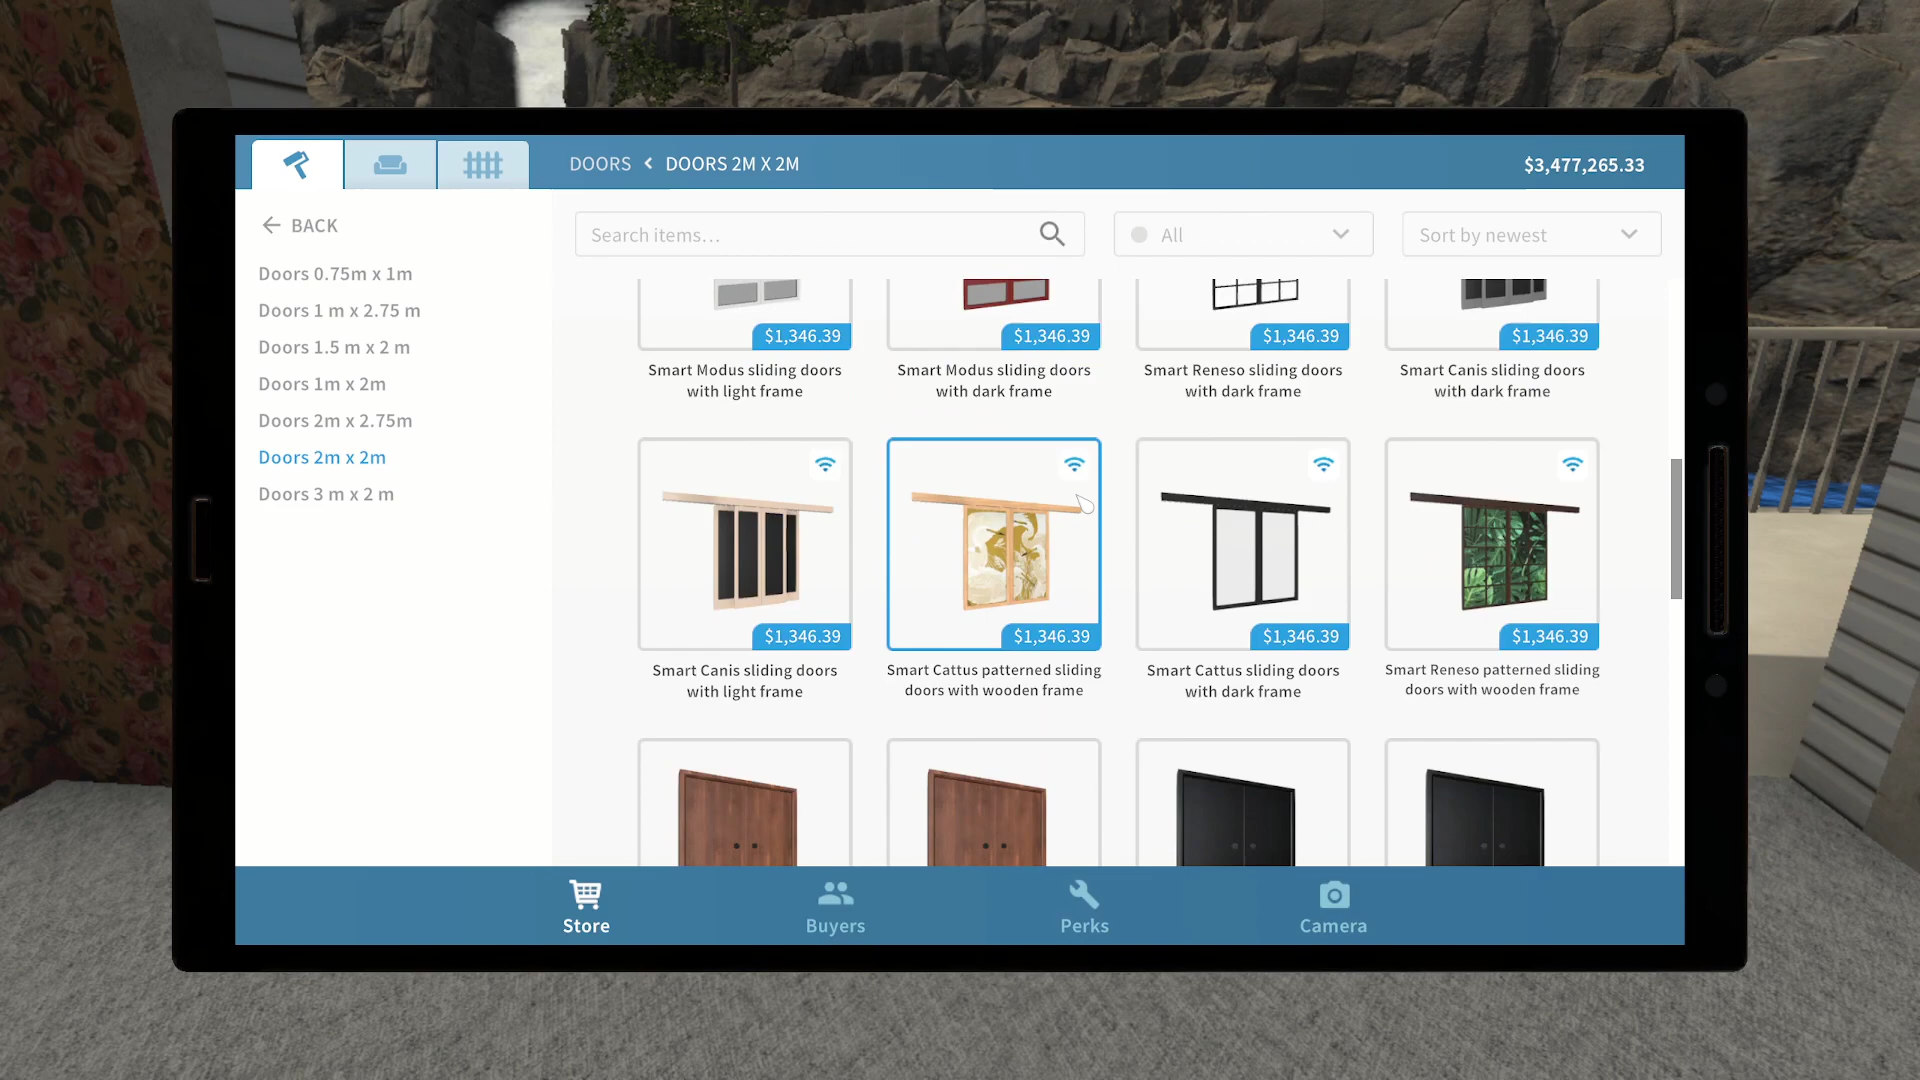 DOORS < DOORS 2M X 2M
$3,477,265.33
BACK
Search items...
All
Sort by newest
Doors 0.75m x 1m
Doors 1 m x 2.75 m
Doors 1.5 m x 2 m
Doors 1m x 2m
Doors 2m x 2.75m
Doors 2m x 2m
Doors 3 m x 2 m
$1,346.39
Smart Modus sliding doors
with light frame
$1,346.39
Smart Modus sliding doors
with dark frame
$1,346.39
Smart Reneso sliding doors
with dark frame
$1,346.39
Smart Canis sliding doors
with dark frame
$1,346.39
Smart Canis sliding doors
with light frame
$1,346.39
Smart Cattus patterned sliding
doors with wooden frame
$1,346.39
Smart Cattus sliding doors
with dark frame
$1,346.39
Smart Reneso patterned sliding
doors with wooden frame
Store
Buyers
Perks
Camera